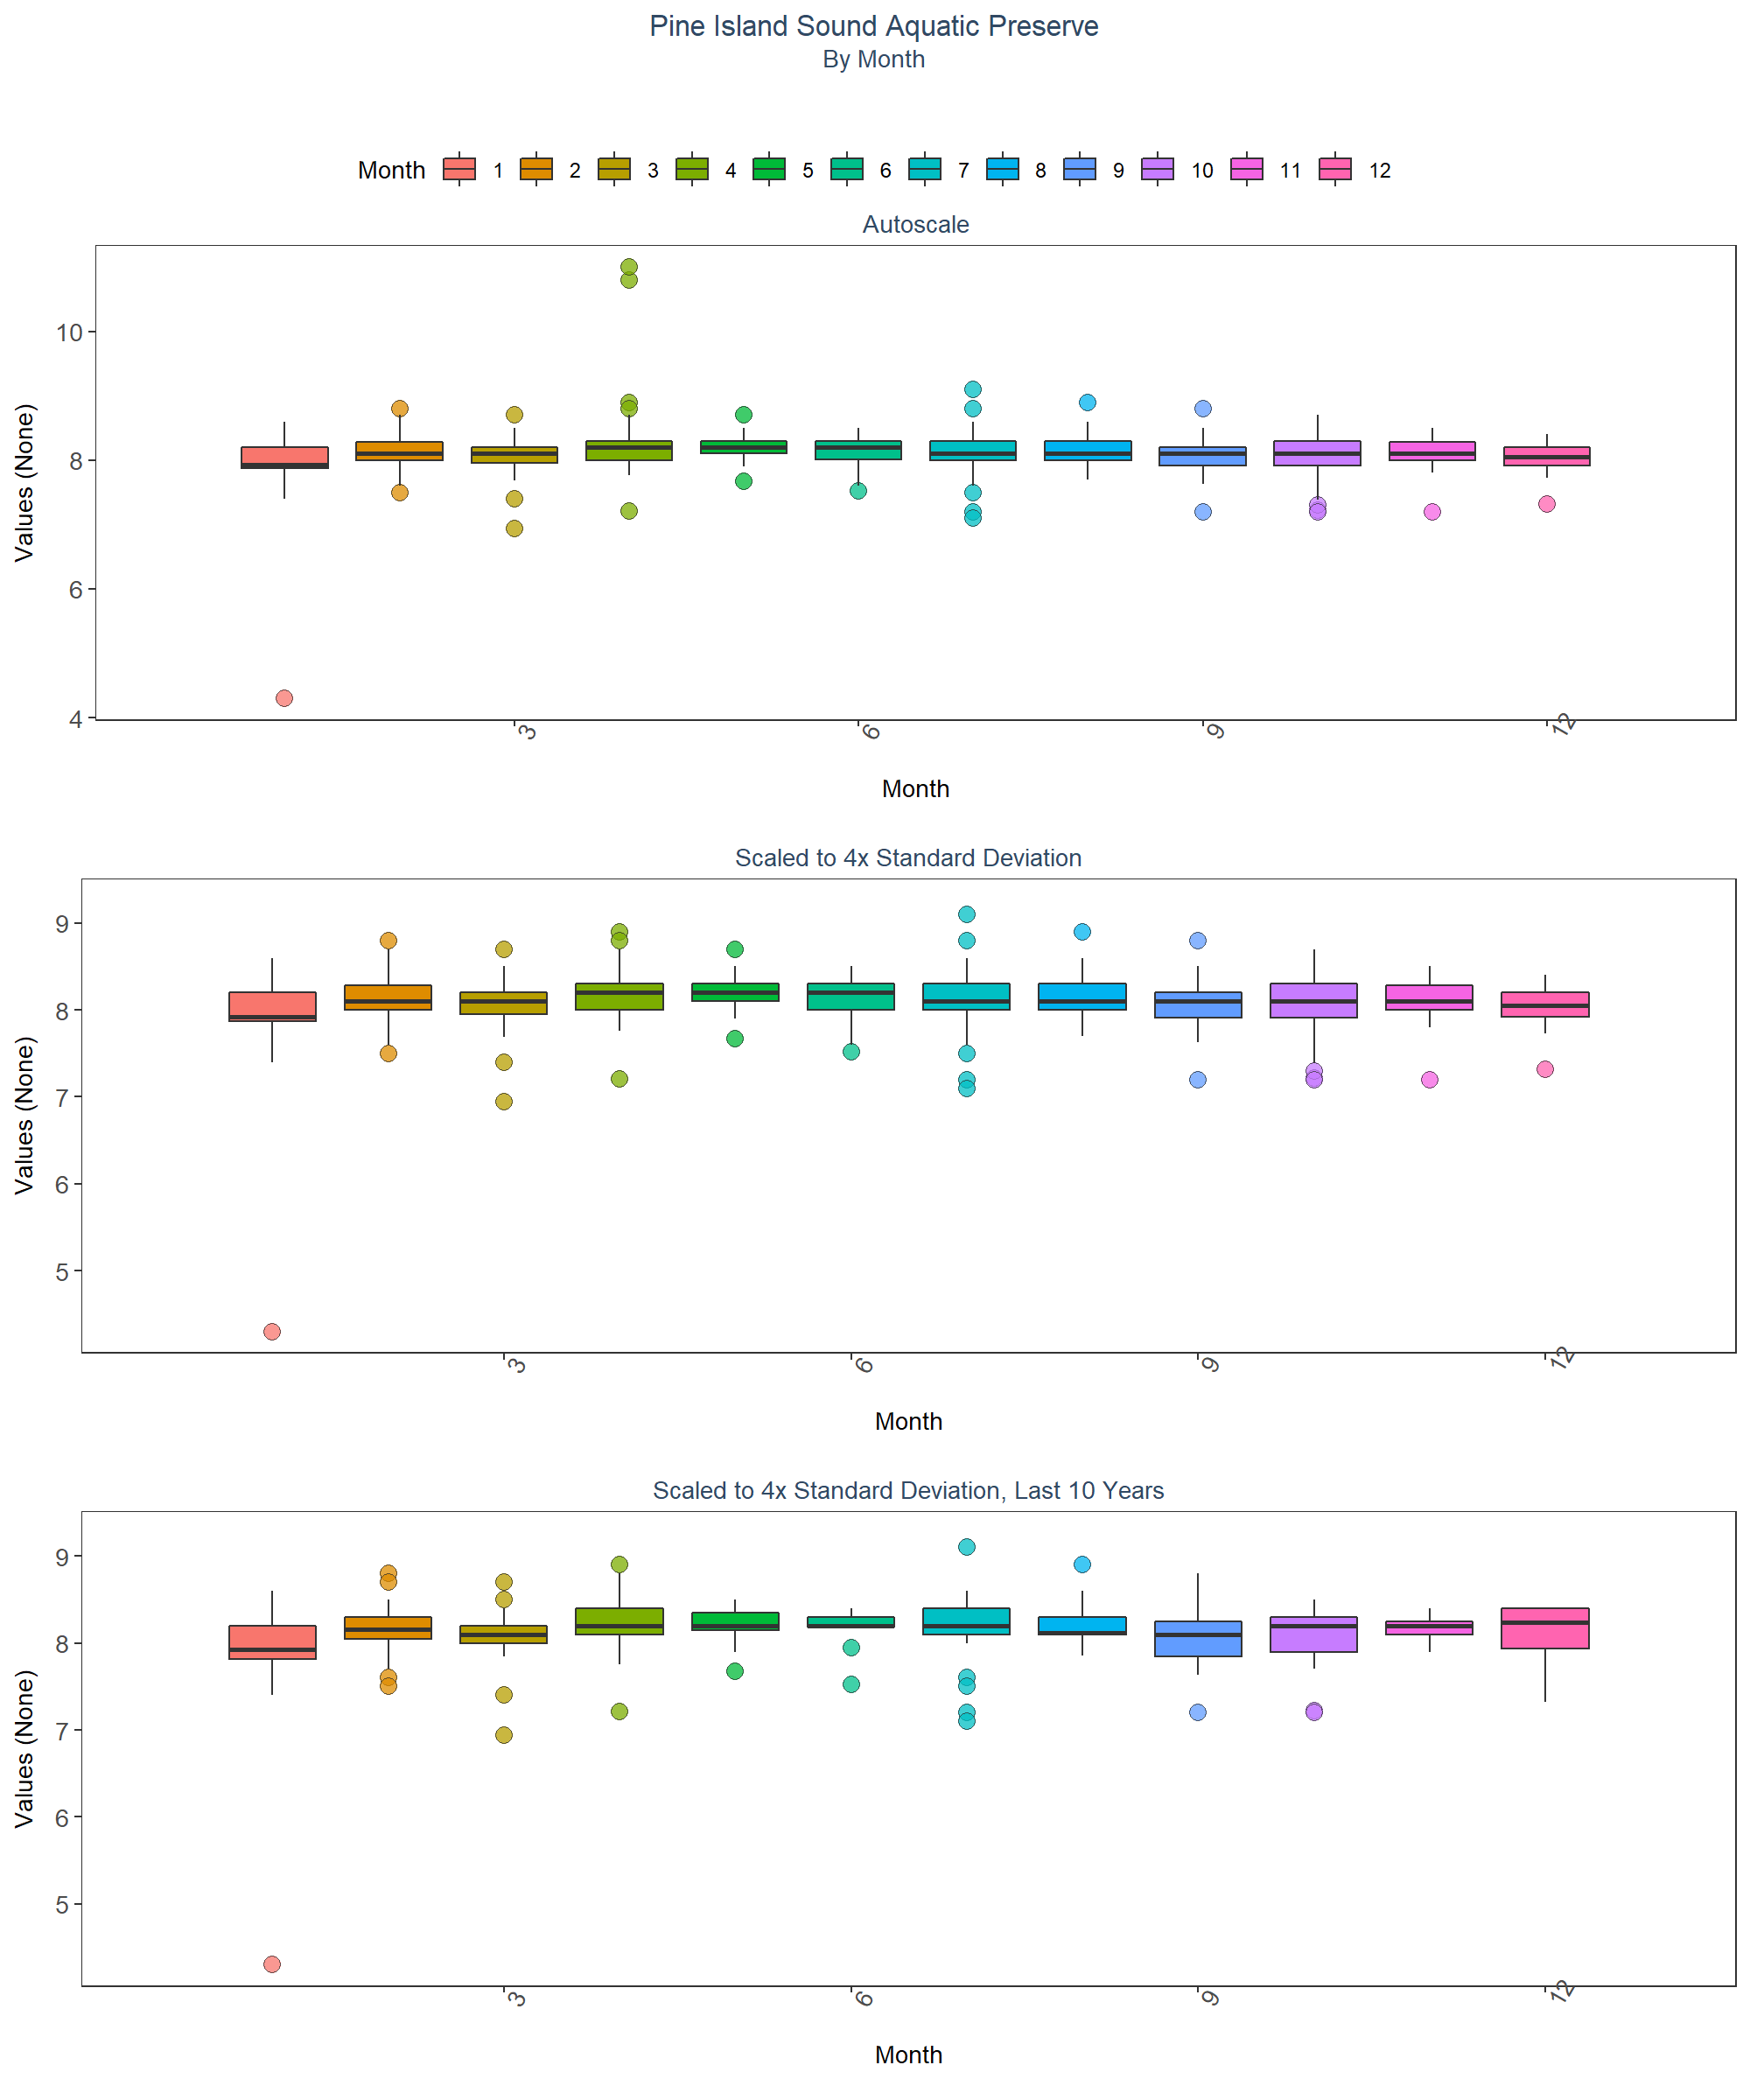 Pine Island Sound Aquatic Preserve
By Month
Month 1 2 3 4 5 6 7 8 9 10 11 12
Autoscale
Values (None)
10
8
6
4
3 6 9 12
Month
Scaled to 4x Standard Deviation
Values (None)
9
8
7
6
5
3 6 9 12
Month
Scaled to 4x Standard Deviation, Last 10 Years
Values (None)
9
8
7
6
5
3 6 9 12
Month